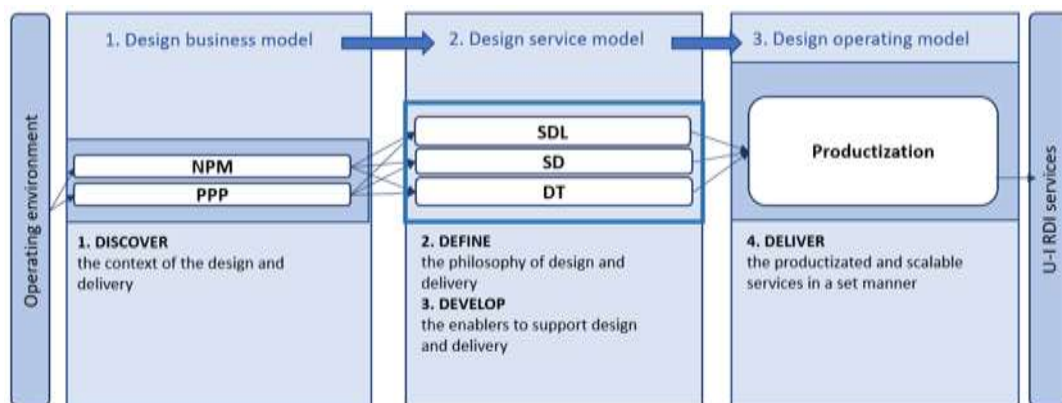 Operating environment
1. Design business model
NPM
PPP
1. DISCOVER
the context of the design and
delivery
2. Design service model
SDL
SD
DT
2. DEFINE
the philosophy of design and
delivery
3. DEVELOP
the enablers to support design
and delivery
3. Design operating model
Productization
4. DELIVER
the productizated and scalable
services in a set manner
U-I RDI services